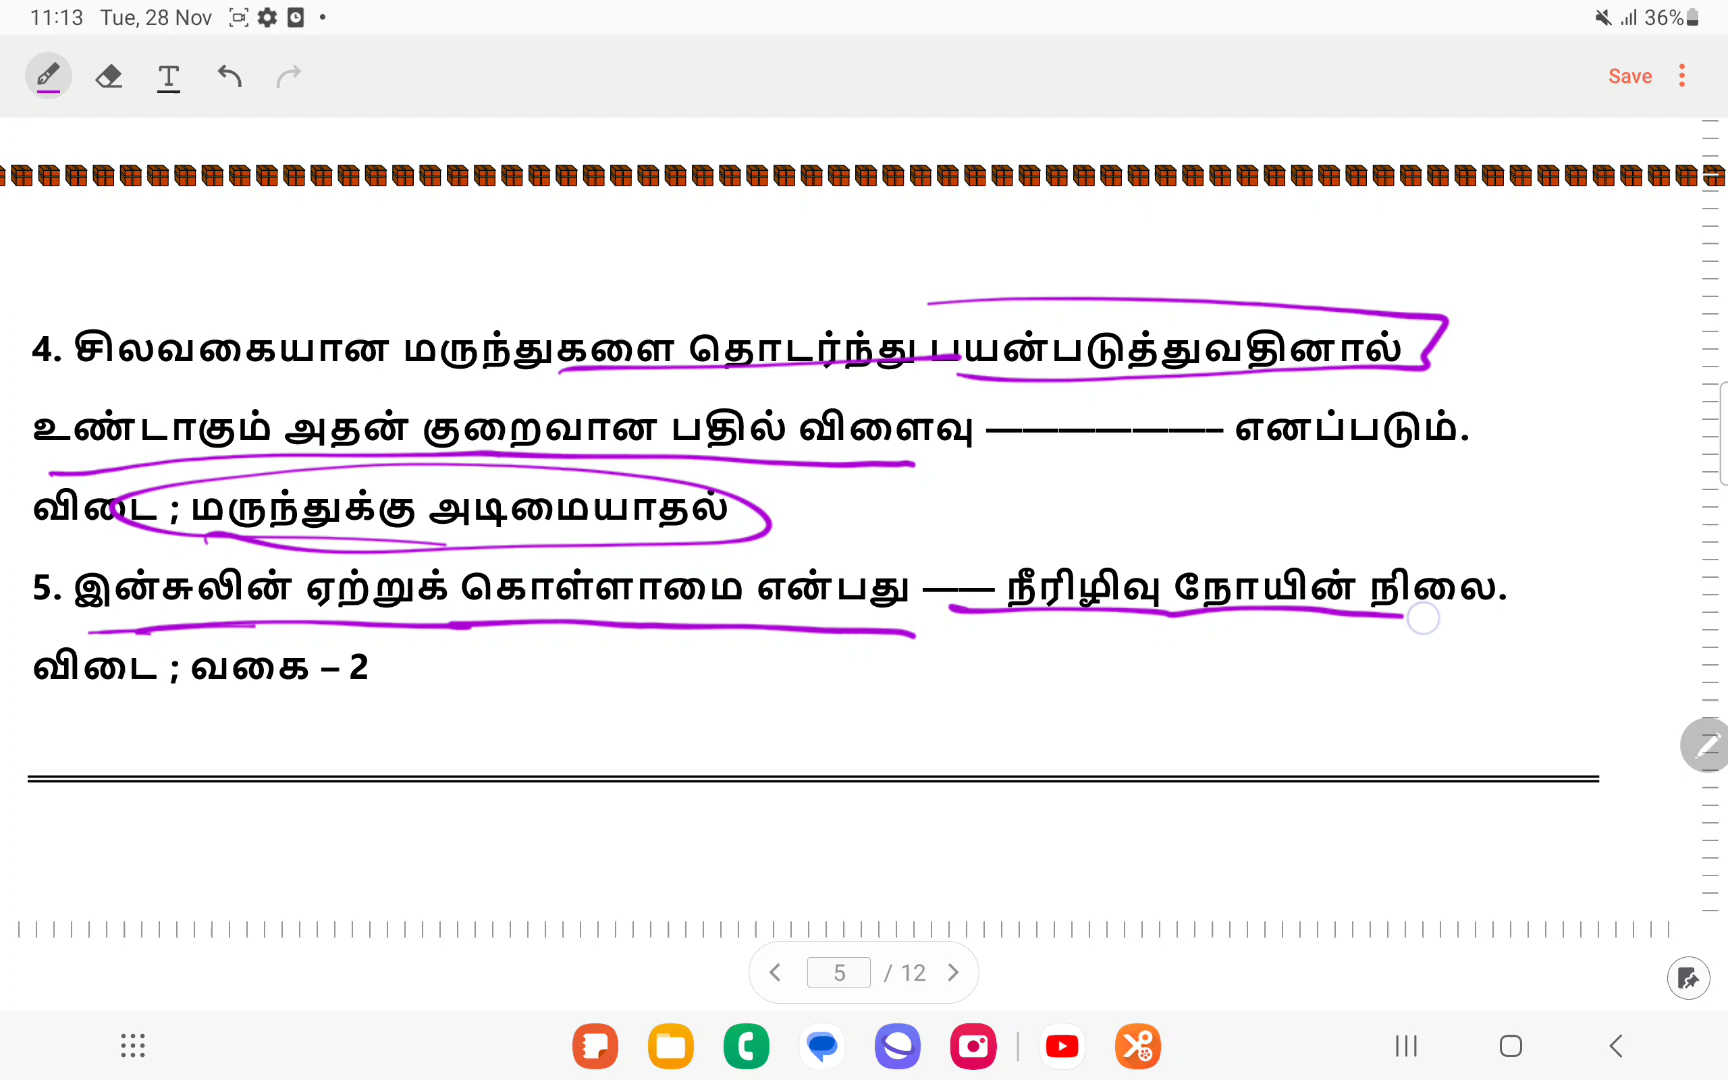 11:13 Tue, 28 Nov 36%
T Save
4. சிலவகையான மருந்துகளை தொடர்ந்து பயன்படுத்துவதினால்
உண்டாகும் அதன் குறைவான பதில் விளைவு ——————– எனப்படும்.
விடை ; மருந்துக்கு அடிமையாதல்
5. இன்சுலின் ஏற்றுக் கொள்ளாமை என்பது —— நீரிழிவு நோயின் நிலை.
விடை ; வகை – 2
5 / 12